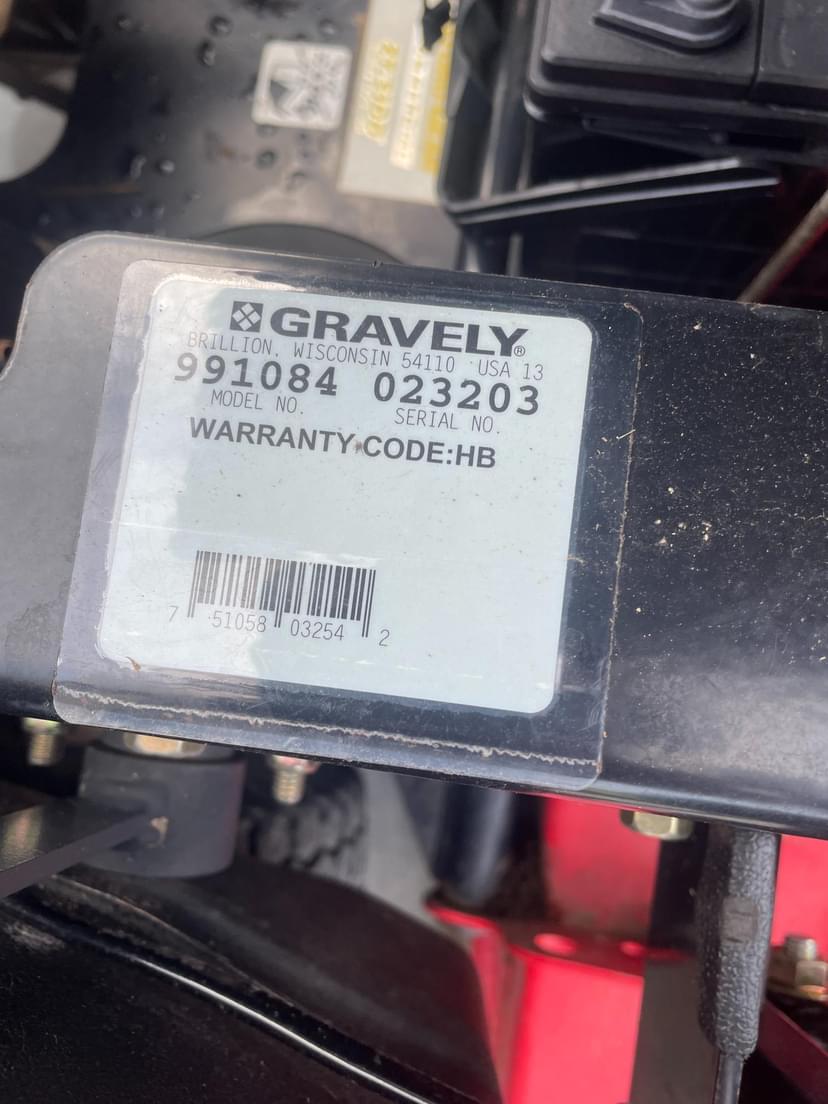 GRAVELY®
BRILLION, WISCONSIN 54110 USA 13
991084 023203
MODEL NO. SERIAL NO.
WARRANTY CODE:HB
7 51058 03254 2